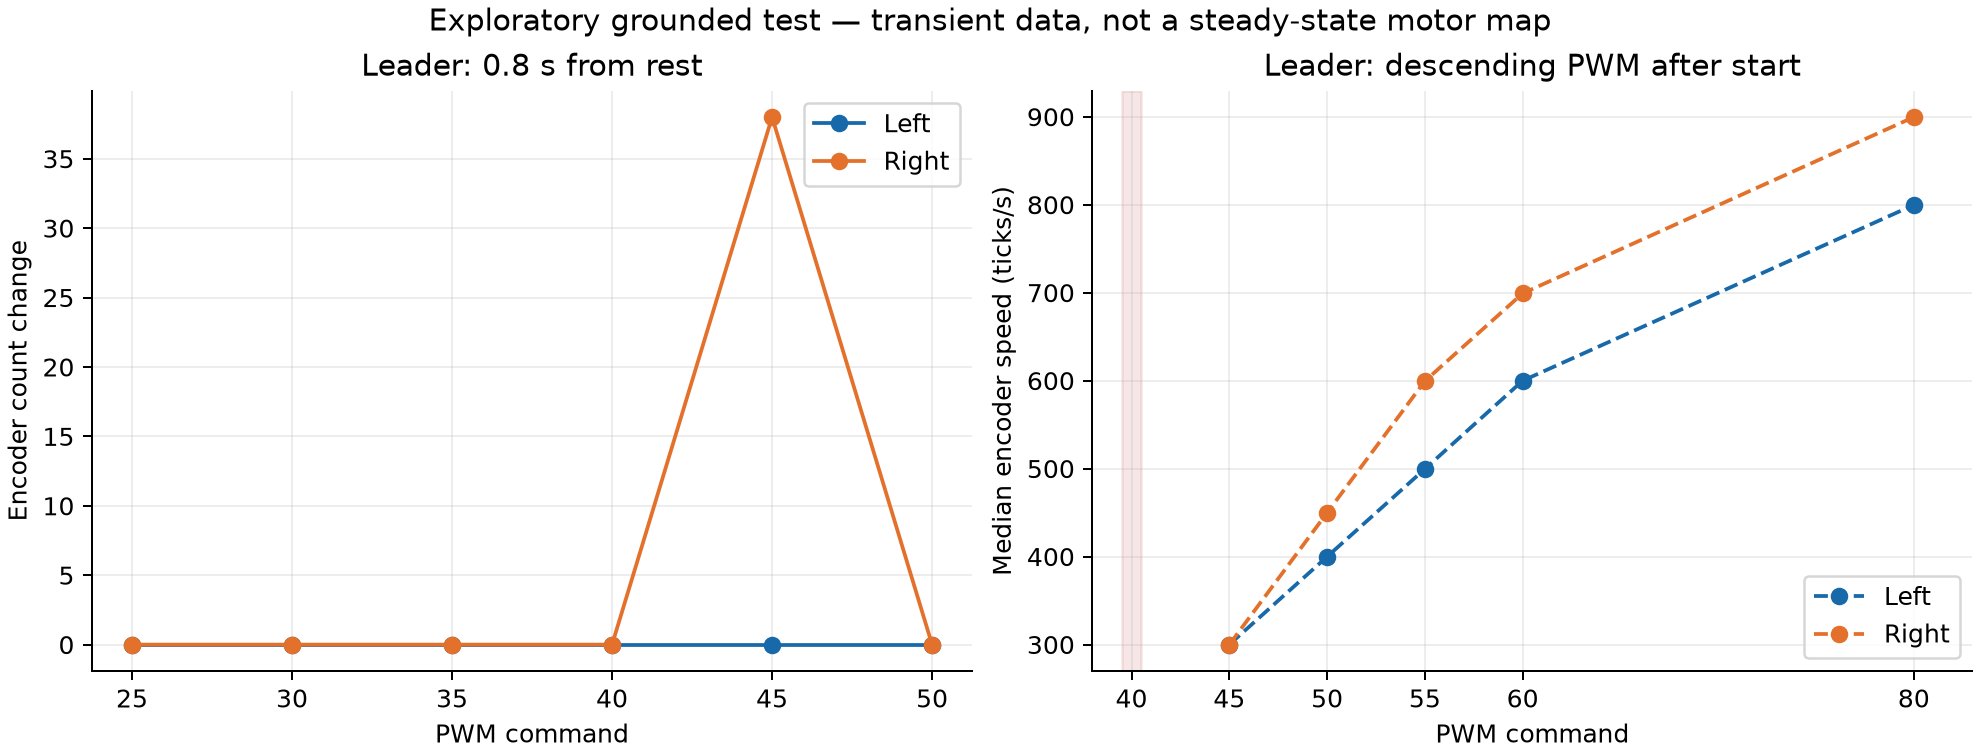 Exploratory grounded test — transient data, not a steady-state motor map
Leader: 0.8 s from rest
Encoder count change
35
30
25
20
15
10
5
0
25 30 35 40 45 50
PWM command
Left
Right
Leader: descending PWM after start
Median encoder speed (ticks/s)
900
800
700
600
500
400
300
40 45 50 55 60 80
PWM command
Left
Right